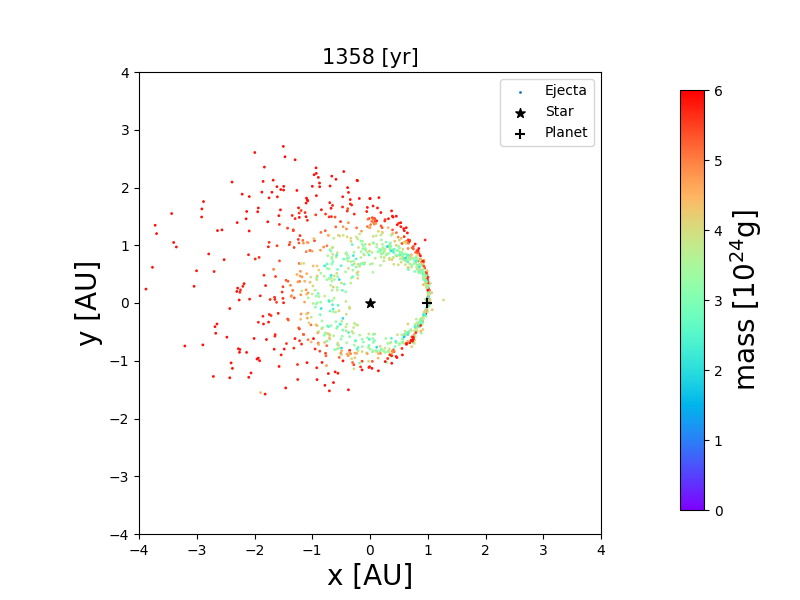 1358 [yr]
Ejecta
Star
Planet
4
3
2
1
0
−1
−2
−3
−4
−4 −3 −2 −1 0 1 2 3 4
x [AU]
y [AU]
6
5
4
3
2
1
0
mass [10²⁴g]